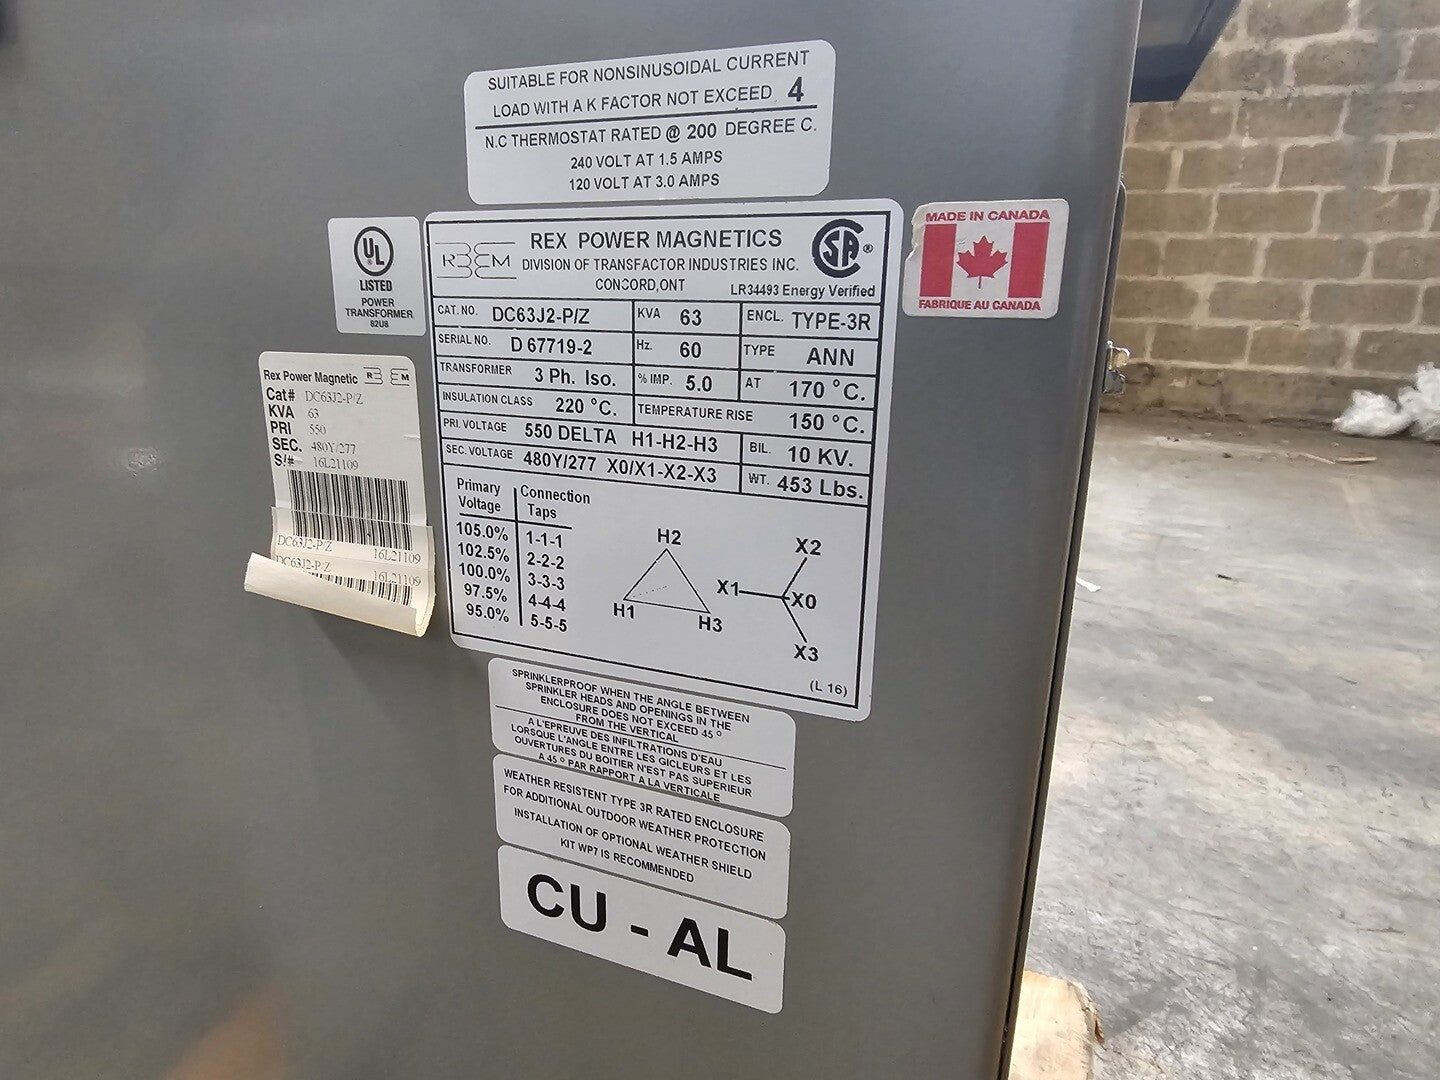 SUITABLE FOR NONSINUSOIDAL CURRENT
LOAD WITH A K FACTOR NOT EXCEED 4
N.C THERMOSTAT RATED @ 200 DEGREE C.
240 VOLT AT 1.5 AMPS
120 VOLT AT 3.0 AMPS
UL
®
LISTED
POWER
TRANSFORMER
82U8
REX POWER MAGNETICS
DIVISION OF TRANSFACTOR INDUSTRIES INC.
CONCORD,ONT
SA ®
LR34493 Energy Verified
CAT. NO. DC63J2-P/Z KVA 63 ENCL. TYPE-3R
SERIAL NO. D 67719-2 Hz. 60 TYPE ANN
TRANSFORMER 3 Ph. Iso. % IMP. 5.0 AT 170 °C.
INSULATION CLASS 220 °C. TEMPERATURE RISE 150 °C.
PRI. VOLTAGE 550 DELTA H1-H2-H3 BIL. 10 KV.
SEC. VOLTAGE 480Y/277 X0/X1-X2-X3 WT. 453 Lbs.
Primary Voltage Connection Taps
105.0% 1-1-1
102.5% 2-2-2
100.0% 3-3-3
97.5% 4-4-4
95.0% 5-5-5
H2
H1
H3
X2
X1
X0
X3
(L 16)
MADE IN CANADA
FABRIQUE AU CANADA
Rex Power Magnetic
Cat# DC63J2-P/Z
KVA 63
PRI 550
SEC. 480Y/277
S/# 16L21109
DC63J2-P/Z 16L21109
DC63J2-P/Z 16L21109
SPRINKLERPROOF WHEN THE ANGLE BETWEEN
SPRINKLER HEADS AND OPENINGS IN THE
ENCLOSURE DOES NOT EXCEED 45 °
FROM THE VERTICAL
A L'EPREUVE DES INFILTRATIONS D'EAU
LORSQUE L'ANGLE ENTRE LES GICLEURS ET LES
OUVERTURES DU BOITIER N'EST PAS SUPERIEUR
A 45 ° PAR RAPPORT A LA VERTICALE
WEATHER RESISTENT TYPE 3R RATED ENCLOSURE
FOR ADDITIONAL OUTDOOR WEATHER PROTECTION
INSTALLATION OF OPTIONAL WEATHER SHIELD
KIT WP7 IS RECOMMENDED
CU - AL